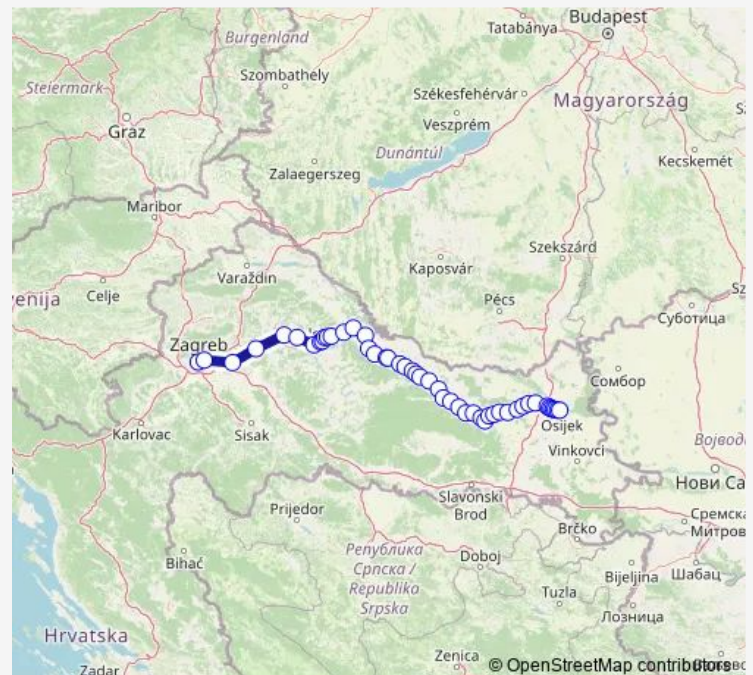 Budapest
Tatabánya
Burgenland
Szombathely
Steiermark
Székesfehérvár
Magyarország
Graz
Veszprém
Dunántúl
Kecskemét
Zalaegerszeg
Maribor
Szekszárd
Kaposvár
Varaždin
Celje
venija
Pécs
Sz
Суботица
Zagreb
Сомбор
Karlovac
Sisak
Osijek
Vinkovci
Војвод
Нови Са
Slavonski
Brod
Сремска
Митров
Prijedor
Brčko
Република
Српска /
Republika
Srpska
Doboj
Bihać
Bijeljina
Шабац
Tuzla
Лозница
Hrvatska
Zenica
Zadar
© OpenStreetMap contributors